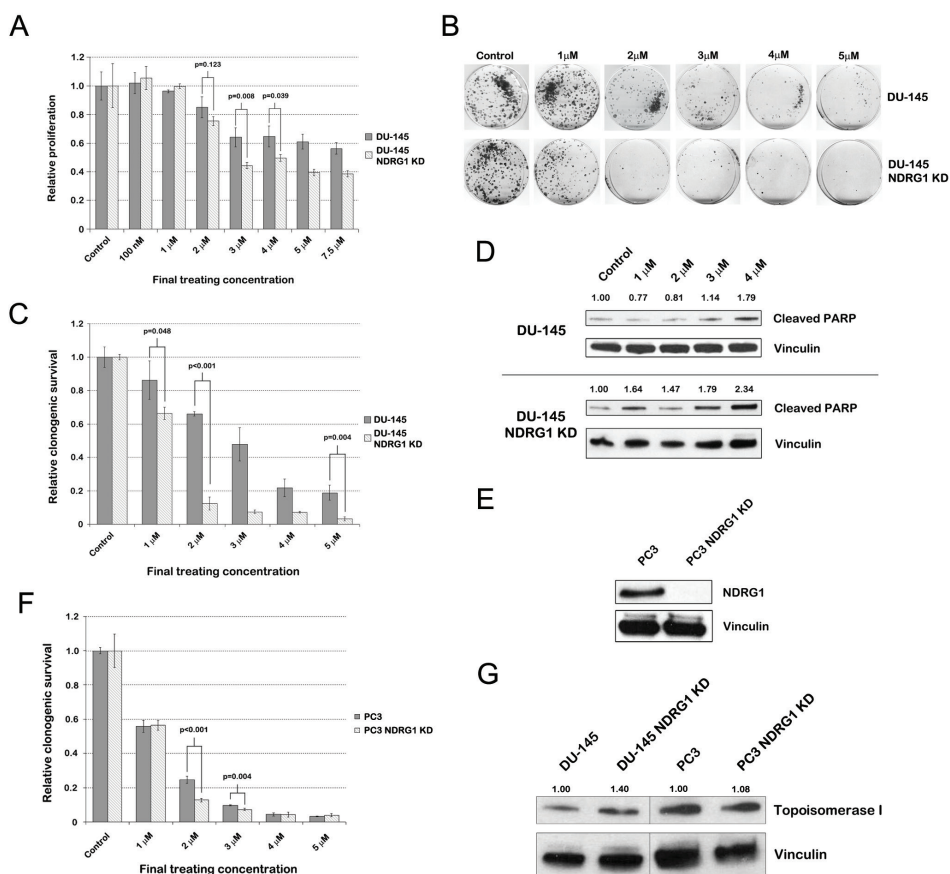 A
1.2
1.0
0.8
0.6
0.4
0.2
0
Relative proliferation
p=0.123
p=0.008
p=0.039
DU-145
DU-145
NDRG1 KD
Control
100 nM
1 µM
2 µM
3 µM
4 µM
5 µM
7.5 µM
Final treating concentration
B
Control
1µM
2µM
3µM
4µM
5µM
DU-145
DU-145
NDRG1 KD
C
1.2
1.0
0.8
0.6
0.4
0.2
0
Relative clonogenic survival
p=0.048
p<0.001
p=0.004
DU-145
DU-145
NDRG1 KD
Control
1 µM
2 µM
3 µM
4 µM
5 µM
Final treating concentration
D
Control
1 µM
2 µM
3 µM
4 µM
DU-145
1.00 0.77 0.81 1.14 1.79
Cleaved PARP
Vinculin
DU-145
NDRG1 KD
1.00 1.64 1.47 1.79 2.34
Cleaved PARP
Vinculin
E
PC3
PC3 NDRG1 KD
NDRG1
Vinculin
F
1.2
1.0
0.8
0.6
0.4
0.2
0
Relative clonogenic survival
p<0.001
p=0.004
PC3
PC3 NDRG1 KD
Control
1 µM
2 µM
3 µM
4 µM
5 µM
Final treating concentration
G
DU-145
DU-145 NDRG1 KD
PC3
PC3 NDRG1 KD
1.00 1.40 1.00 1.08
Topoisomerase I
Vinculin